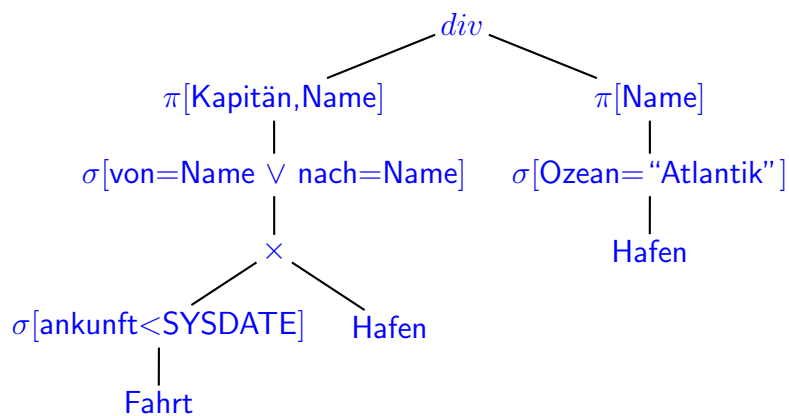 div
π[Kapitän,Name] π[Name]
σ[von=Name ∨ nach=Name] σ[Ozean=“Atlantik”]
× Hafen
σ[ankunft<SYSDATE] Hafen
Fahrt